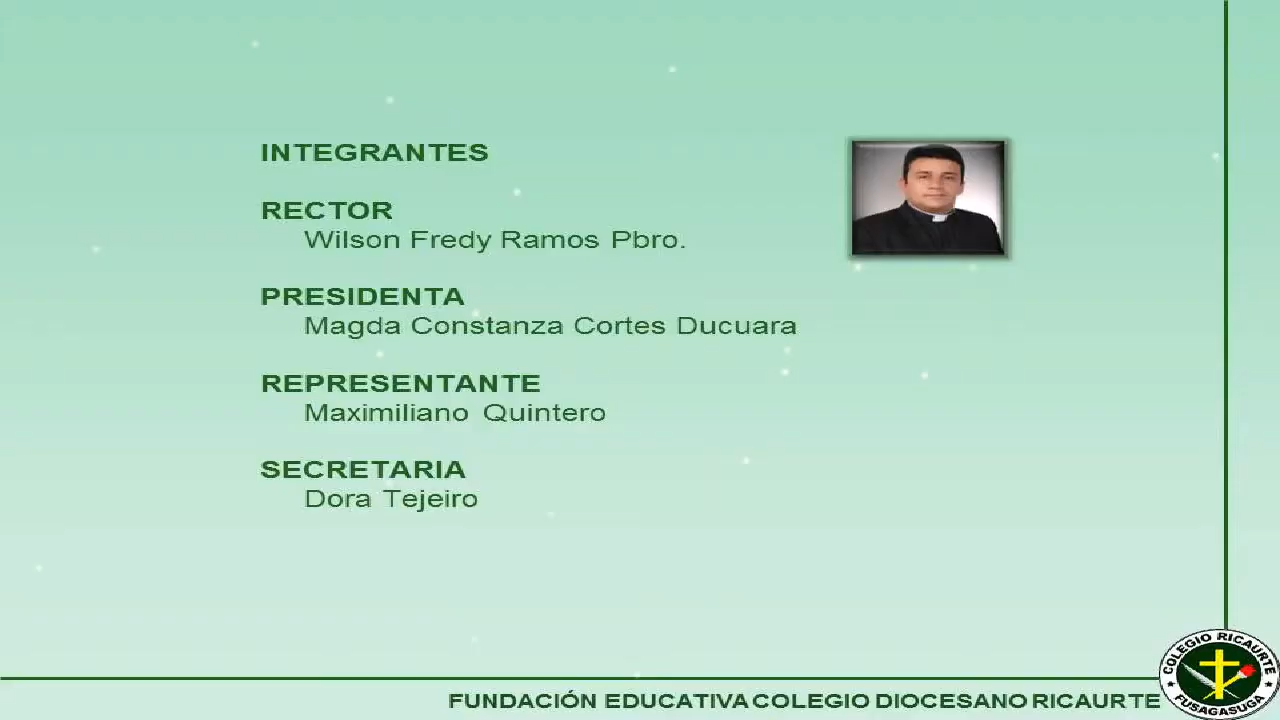 INTEGRANTES
RECTOR
Wilson Fredy Ramos Pbro.
PRESIDENTA
Magda Constanza Cortes Ducuara
REPRESENTANTE
Maximiliano Quintero
SECRETARIA
Dora Tejeiro
FUNDACIÓN EDUCATIVA COLEGIO DIOCESANO RICAURTE
COLEGIO RICAURTE
FUSAGASUGA